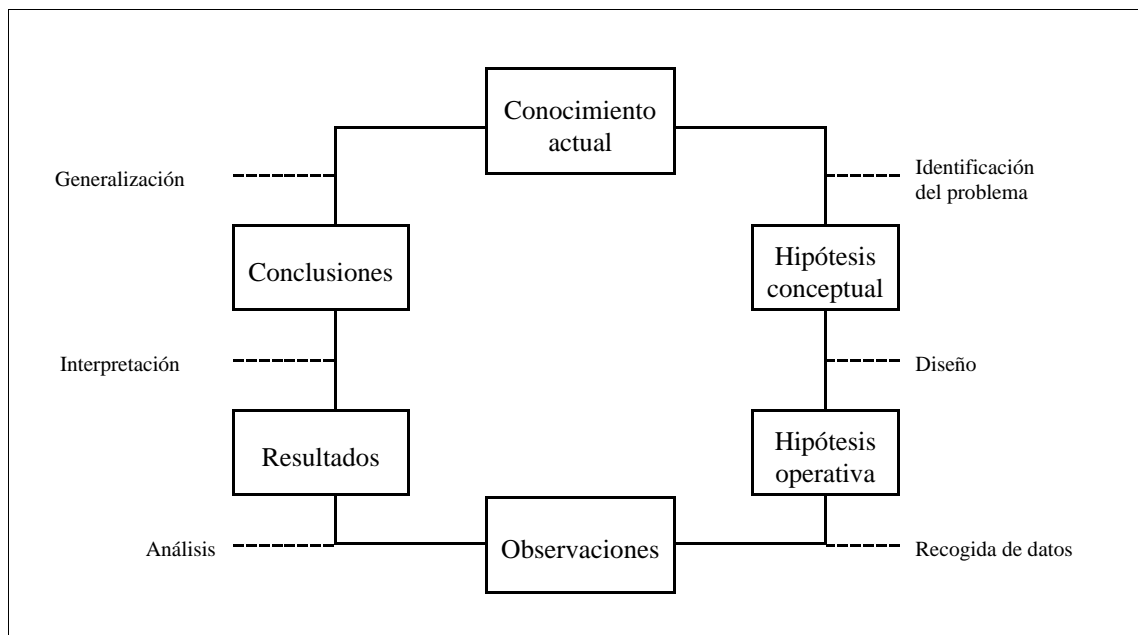 Conocimiento
actual
Generalización
Identificación
del problema
Conclusiones
Hipótesis
conceptual
Interpretación
Diseño
Resultados
Hipótesis
operativa
Análisis
Observaciones
Recogida de datos